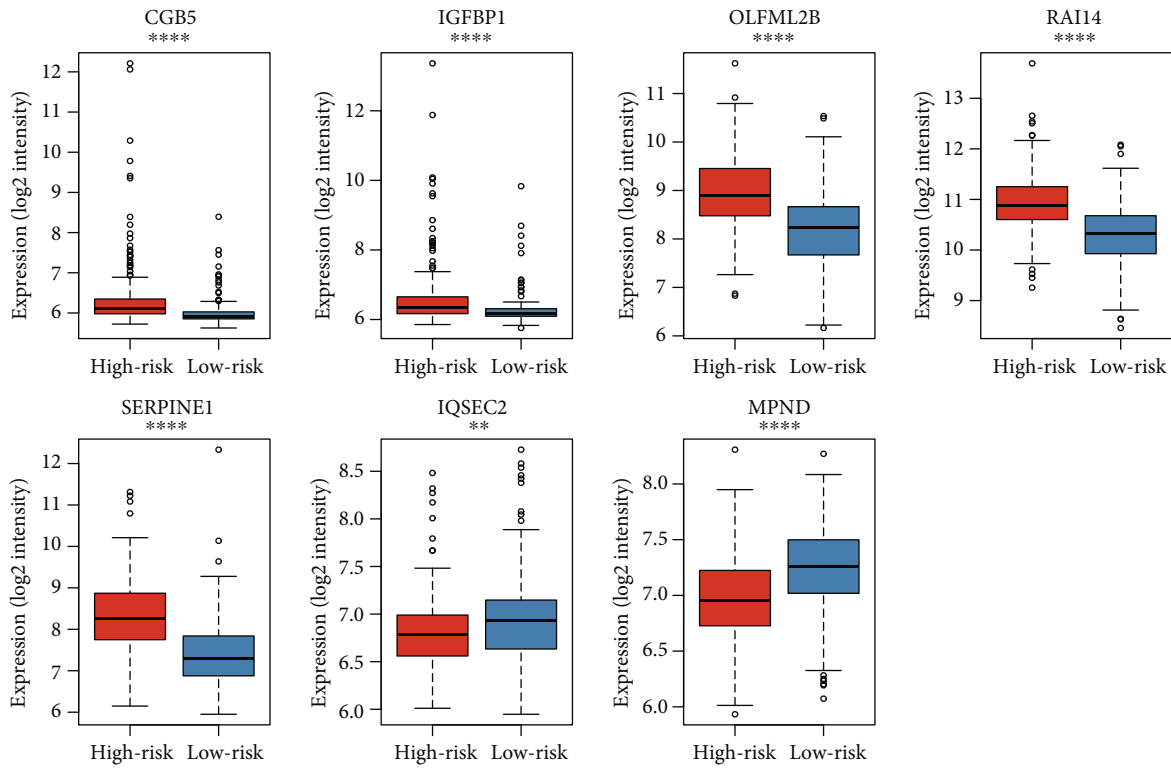 CGB5
****
Expression (log2 intensity)
12
11
10
9
8
7
6
High-risk Low-risk
IGFBP1
****
Expression (log2 intensity)
12
10
8
6
High-risk Low-risk
OLFML2B
****
Expression (log2 intensity)
11
10
9
8
7
6
High-risk Low-risk
RAI14
****
Expression (log2 intensity)
13
12
11
10
9
High-risk Low-risk
SERPINE1
****
Expression (log2 intensity)
12
11
10
9
8
7
6
High-risk Low-risk
IQSEC2
**
Expression (log2 intensity)
8.5
8.0
7.5
7.0
6.5
6.0
High-risk Low-risk
MPND
****
Expression (log2 intensity)
8.0
7.5
7.0
6.5
6.0
High-risk Low-risk